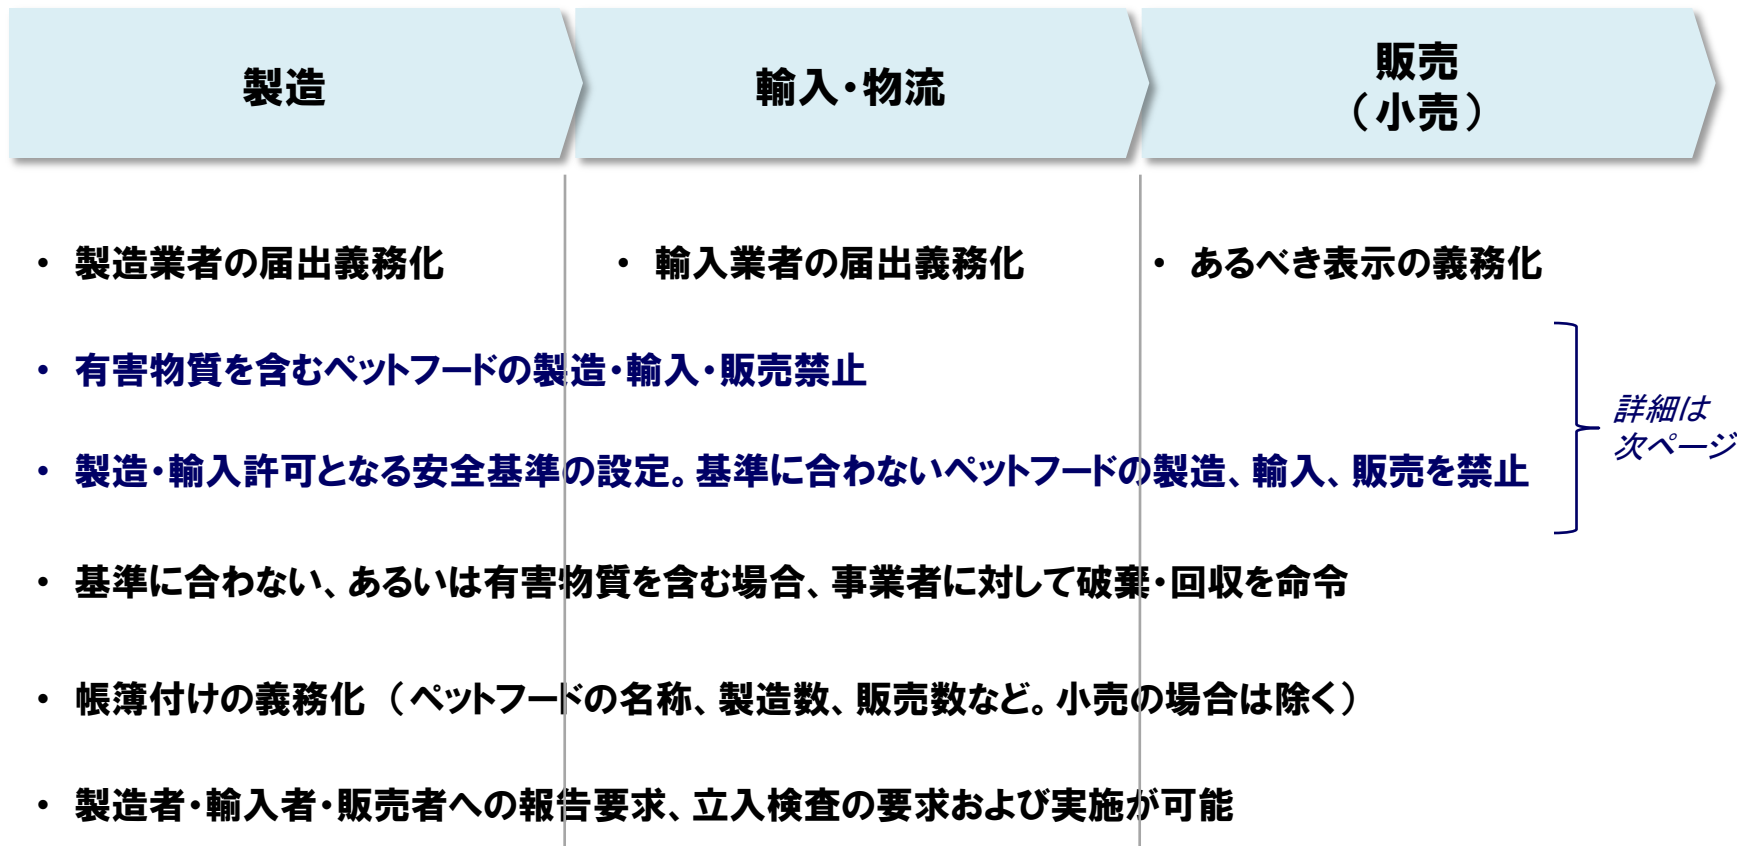 製造
輸入・物流
販売
（小売）
・ 製造業者の届出義務化
・ 輸入業者の届出義務化
・ あるべき表示の義務化
・ 有害物質を含むペットフードの製造・輸入・販売禁止
・ 製造・輸入許可となる安全基準の設定。基準に合わないペットフードの製造、輸入、販売を禁止
詳細は
次ページ
・ 基準に合わない、あるいは有害物質を含む場合、事業者に対して破棄・回収を命令
・ 帳簿付けの義務化 （ペットフードの名称、製造数、販売数など。小売の場合は除く）
・ 製造者・輸入者・販売者への報告要求、立入検査の要求および実施が可能